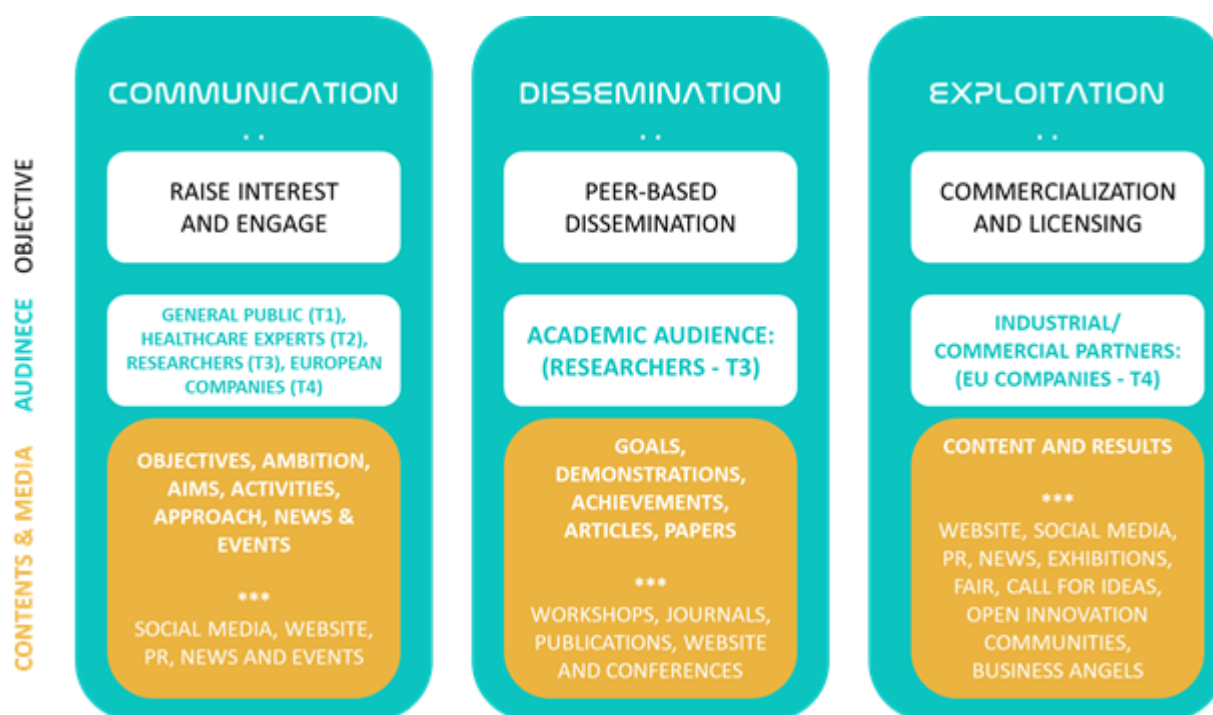 COMMUNICATION
..
RAISE INTEREST
AND ENGAGE
GENERAL PUBLIC (T1),
HEALTHCARE EXPERTS (T2),
RESEARCHERS (T3), EUROPEAN
COMPANIES (T4)
OBJECTIVES, AMBITION,
AIMS, ACTIVITIES,
APPROACH, NEWS &
EVENTS
***
SOCIAL MEDIA, WEBSITE,
PR, NEWS AND EVENTS
DISSEMINATION
..
PEER-BASED
DISSEMINATION
ACADEMIC AUDIENCE:
(RESEARCHERS - T3)
GOALS,
DEMONSTRATIONS,
ACHIEVEMENTS,
ARTICLES, PAPERS
***
WORKSHOPS, JOURNALS,
PUBLICATIONS, WEBSITE
AND CONFERENCES
EXPLOITATION
..
COMMERCIALIZATION
AND LICENSING
INDUSTRIAL/
COMMERCIAL PARTNERS:
(EU COMPANIES - T4)
CONTENT AND RESULTS
***
WEBSITE, SOCIAL MEDIA,
PR, NEWS, EXHIBITIONS,
FAIR, CALL FOR IDEAS,
OPEN INNOVATION
COMMUNITIES,
BUSINESS ANGELS
OBJECTIVE
AUDINECE
CONTENTS & MEDIA